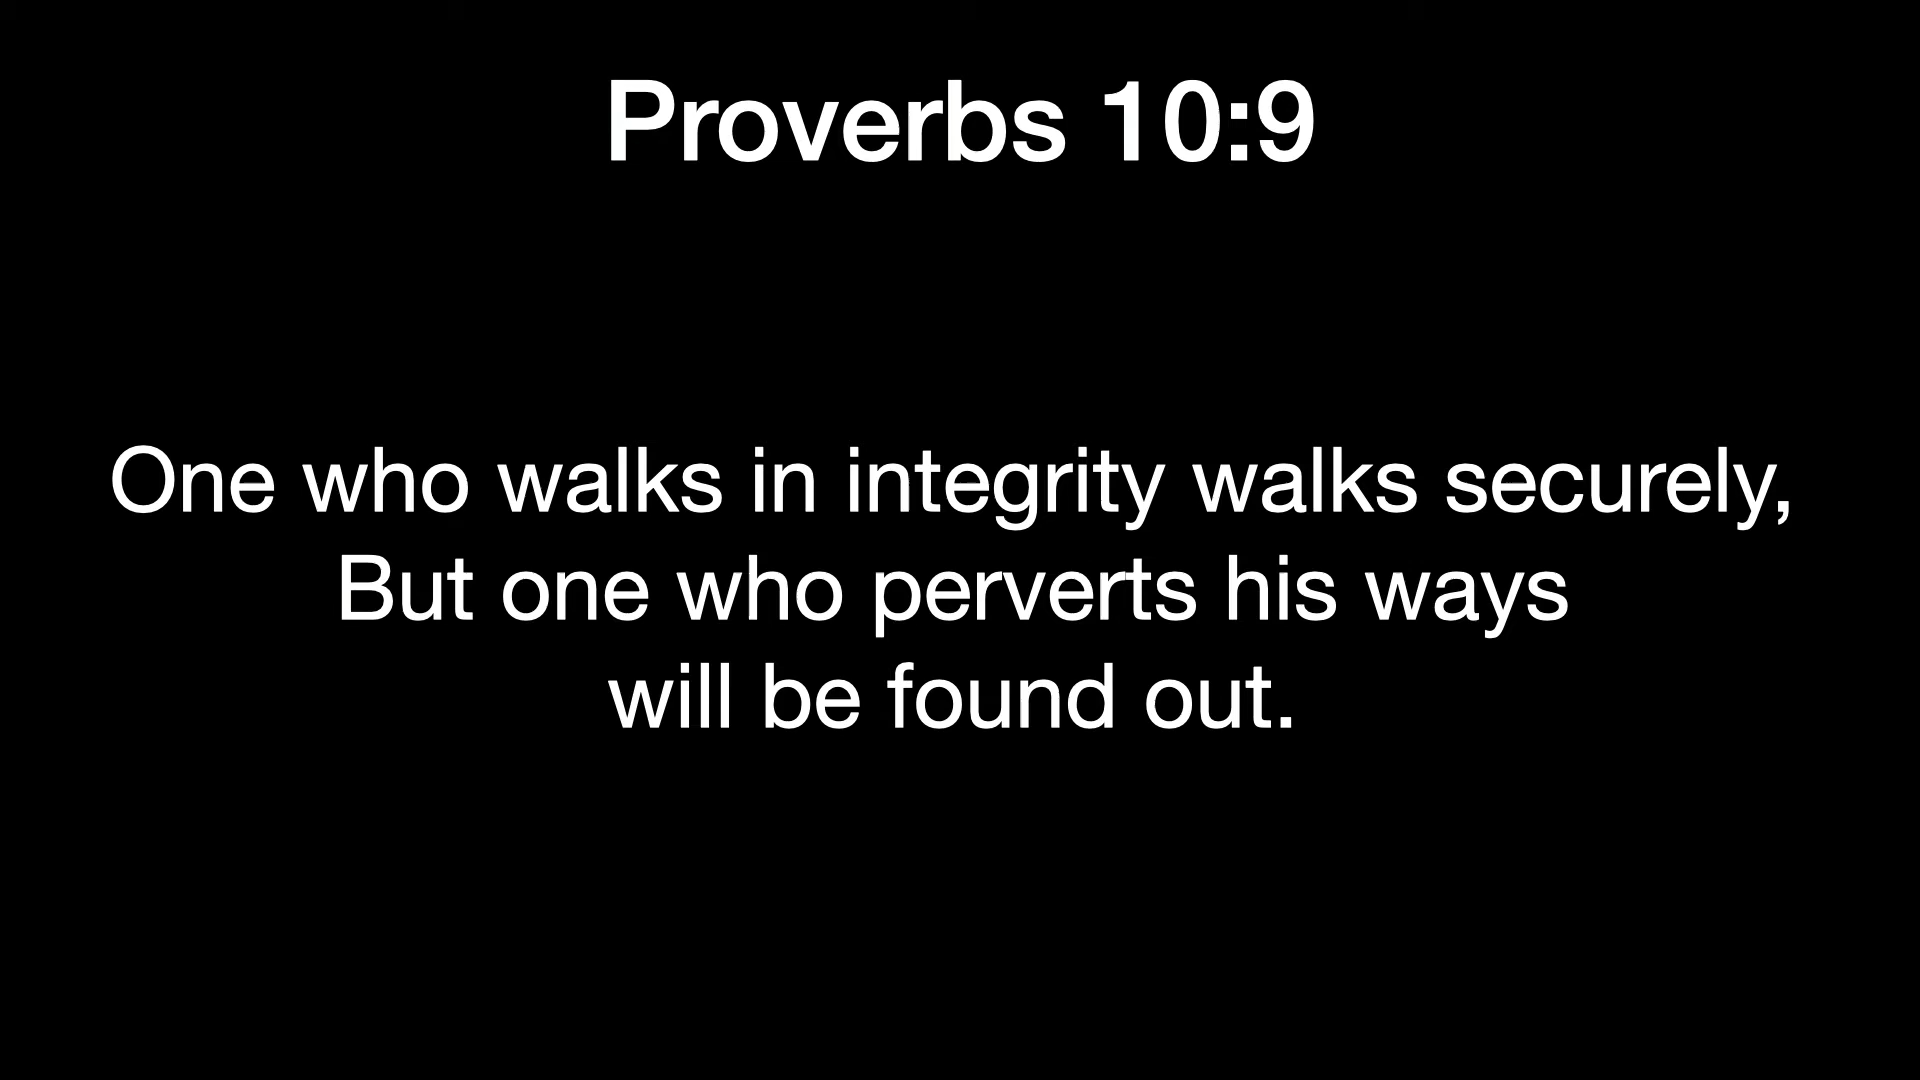 Proverbs 10:9
One who walks in integrity walks securely,
But one who perverts his ways
will be found out.